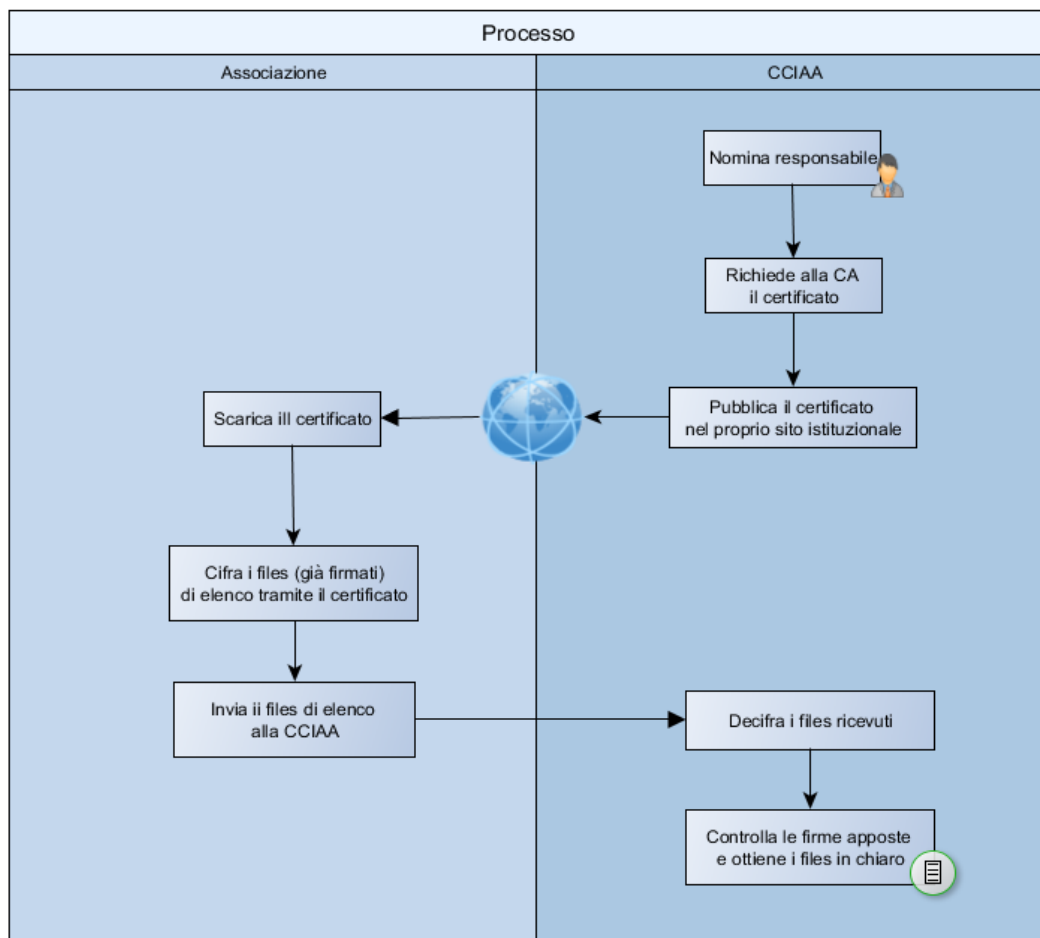 Processo
Associazione
CCIAA
Nomina responsabile
Richiede alla CA
il certificato
Pubblica il certificato
nel proprio sito istituzionale
Scarica ill certificato
Cifra i files (già firmati)
di elenco tramite il certificato
Invia ii files di elenco
alla CCIAA
Decifra i files ricevuti
Controlla le firme apposte
e ottiene i files in chiaro